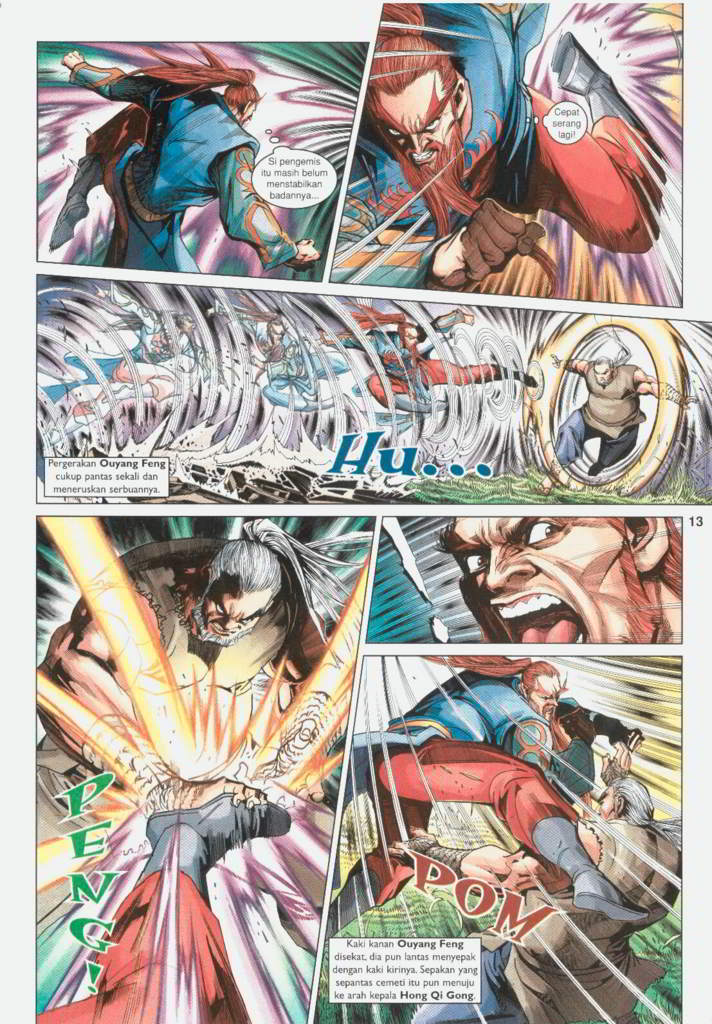 Si pengemis
itu masih belum
menstabilkan
badannya...
Cepat
serang
lagi!
Pergerakan Ouyang Feng
cukup pantas sekali dan
meneruskan serbuannya.
Hu...
13
PENG!
POM
Kaki kanan Ouyang Feng
disekat, dia pun lantas menyepak
dengan kaki kirinya. Sepakan yang
sepantas cemeti itu pun menuju
ke arah kepala Hong Qi Gong.